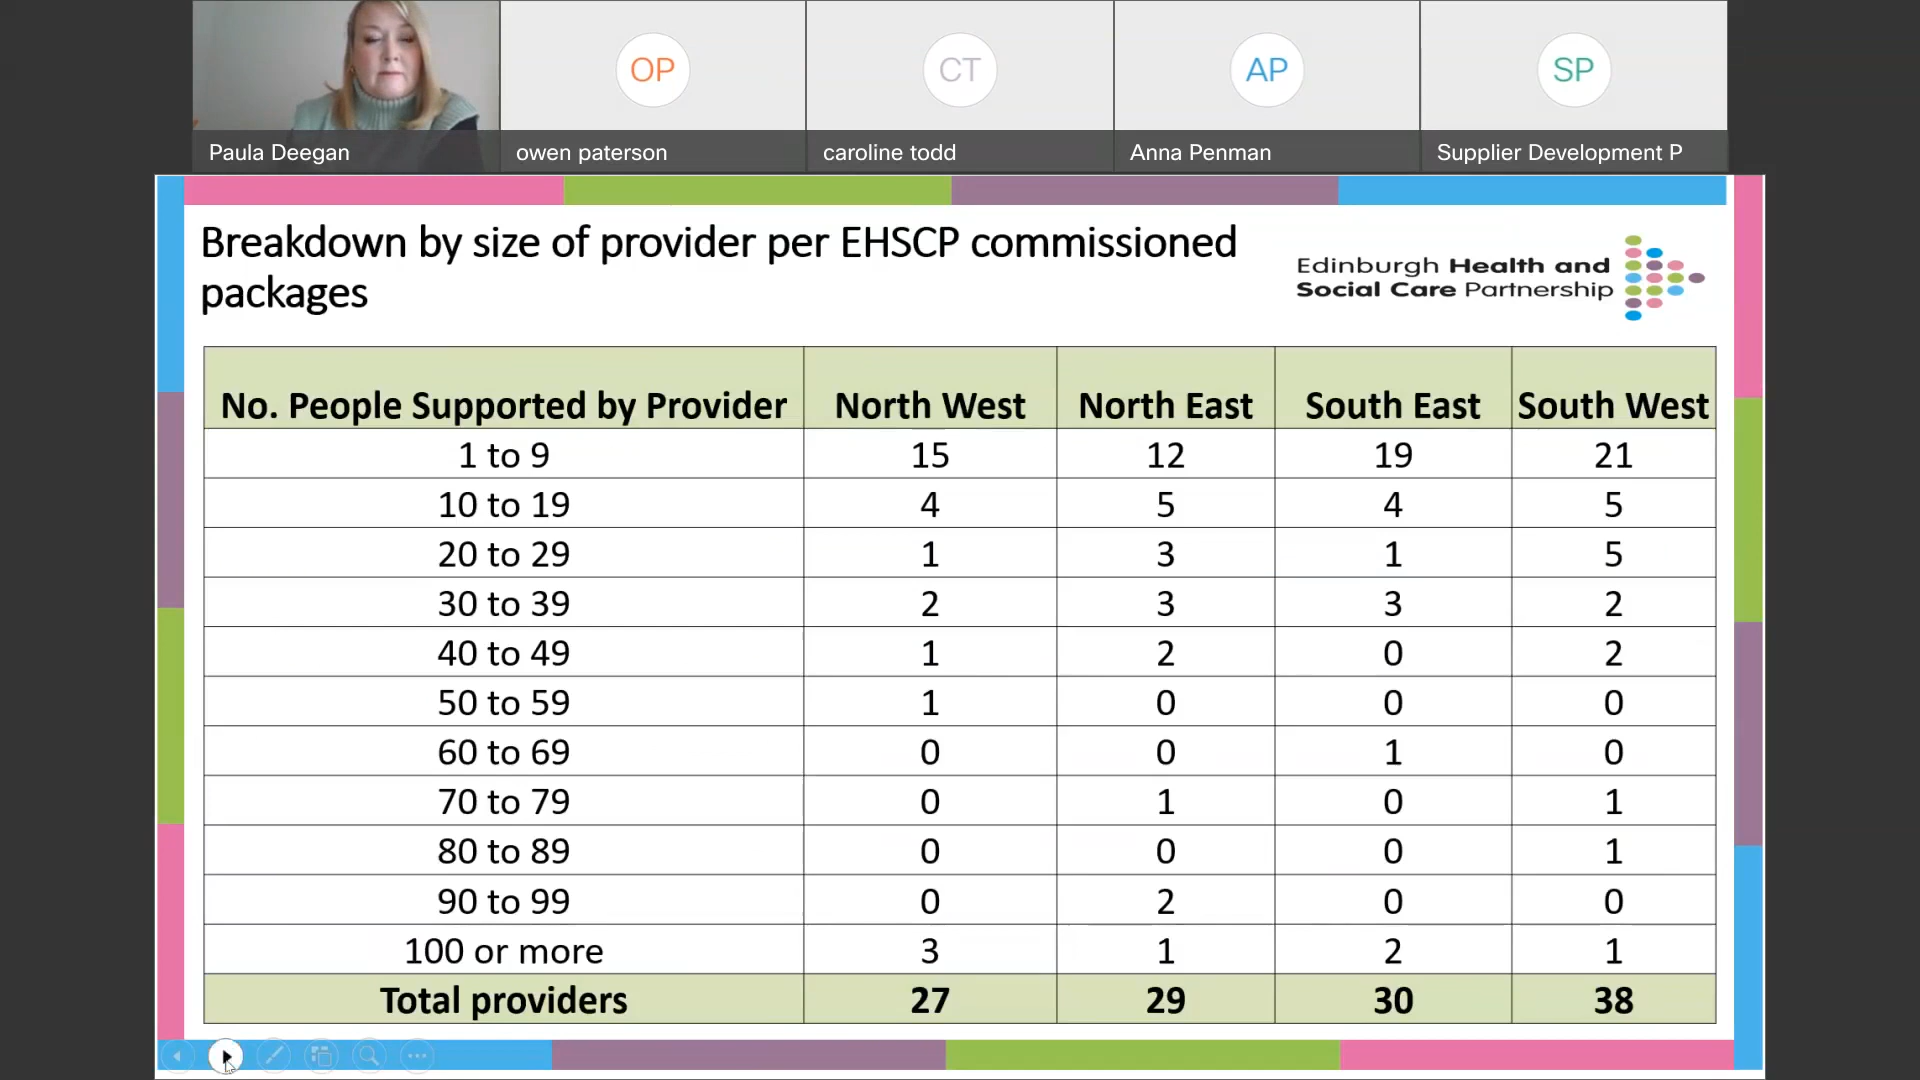 OP
CT
AP
SP
Paula Deegan
owen paterson
caroline todd
Anna Penman
Supplier Development P
Breakdown by size of provider per EHSCP commissioned
packages
Edinburgh Health and
Social Care Partnership
No. People Supported by Provider North West North East South East South West
1 to 9 15 12 19 21
10 to 19 4 5 4 5
20 to 29 1 3 1 5
30 to 39 2 3 3 2
40 to 49 1 2 0 2
50 to 59 1 0 0 0
60 to 69 0 0 1 0
70 to 79 0 1 0 1
80 to 89 0 0 0 1
90 to 99 0 2 0 0
100 or more 3 1 2 1
Total providers 27 29 30 38